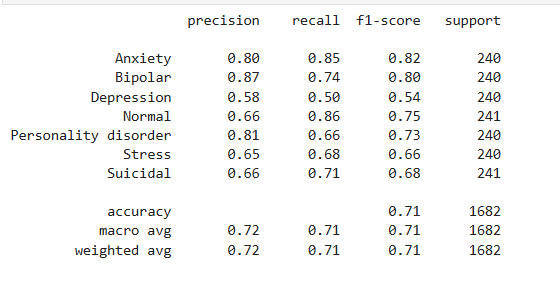 precision recall f1-score support
Anxiety 0.80 0.85 0.82 240
Bipolar 0.87 0.74 0.80 240
Depression 0.58 0.50 0.54 240
Normal 0.66 0.86 0.75 241
Personality disorder 0.81 0.66 0.73 240
Stress 0.65 0.68 0.66 240
Suicidal 0.66 0.71 0.68 241
accuracy 0.71 1682
macro avg 0.72 0.71 0.71 1682
weighted avg 0.72 0.71 0.71 1682